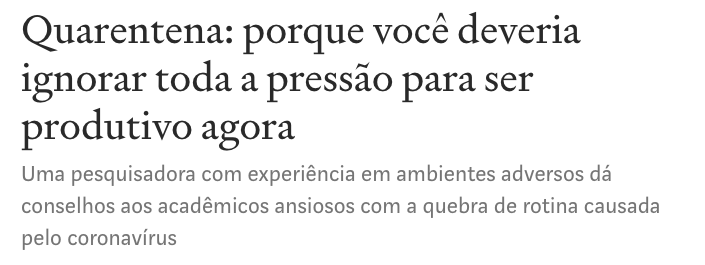 Quarentena: porque você deveria
ignorar toda a pressão para ser
produtivo agora
Uma pesquisadora com experiência em ambientes adversos dá
conselhos aos acadêmicos ansiosos com a quebra de rotina causada
pelo coronavírus